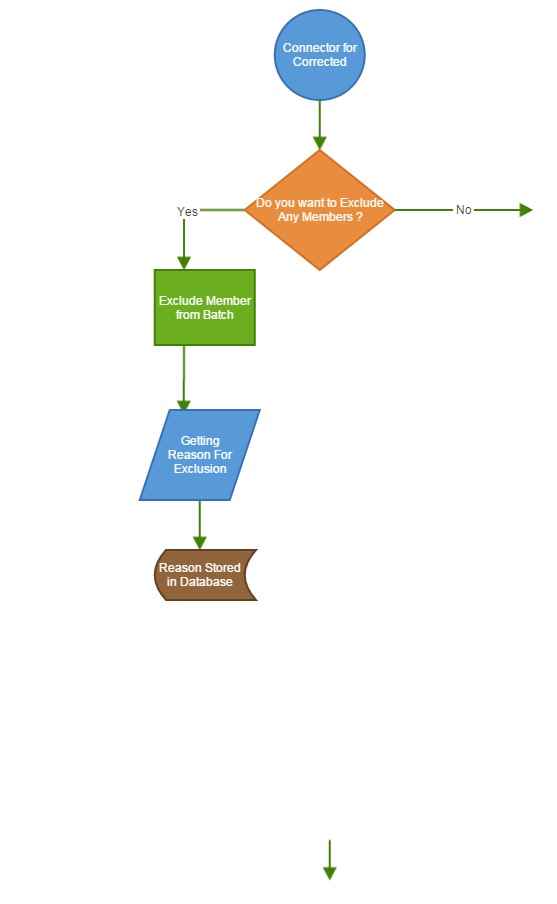 Connector for
Corrected
Do you want to Exclude
Any Members ?
Yes
No
Exclude Member
from Batch
Getting
Reason For
Exclusion
Reason Stored
in Database